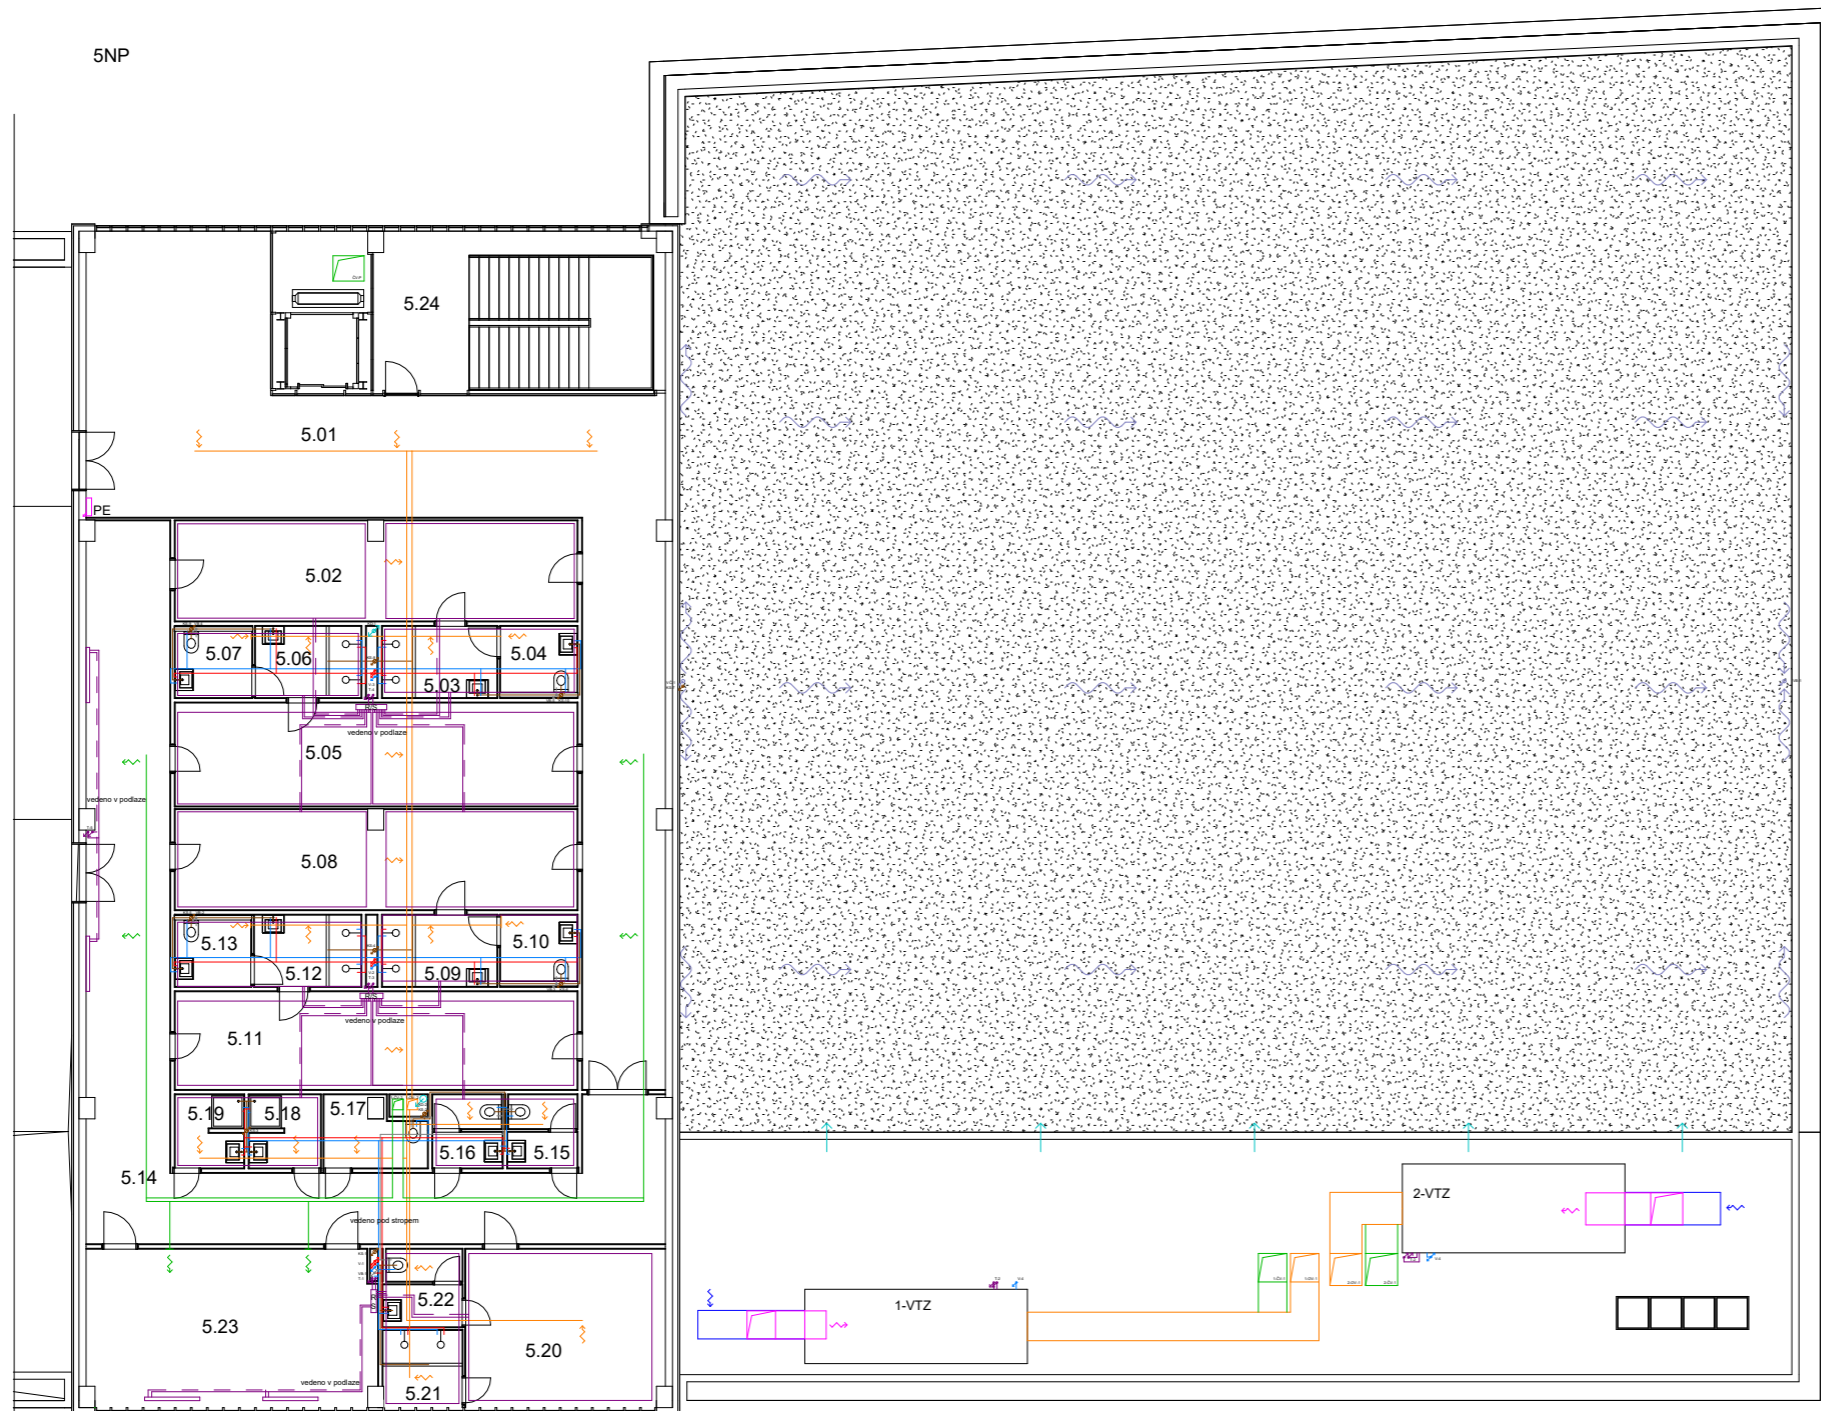 5NP
5.24
5.01
PE
5.02
5.07
5.06
5.04
5.03
R/S
vedeno v podlaze
5.05
vedeno v podlaze
5.08
5.13
5.10
5.12
5.09
R/S
vedeno v podlaze
5.11
5.19
5.18
5.17
5.16
5.15
5.14
vedeno pod stropem
2-VTZ
5.22
1-VTZ
5.23
5.20
vedeno v podlaze
5.21